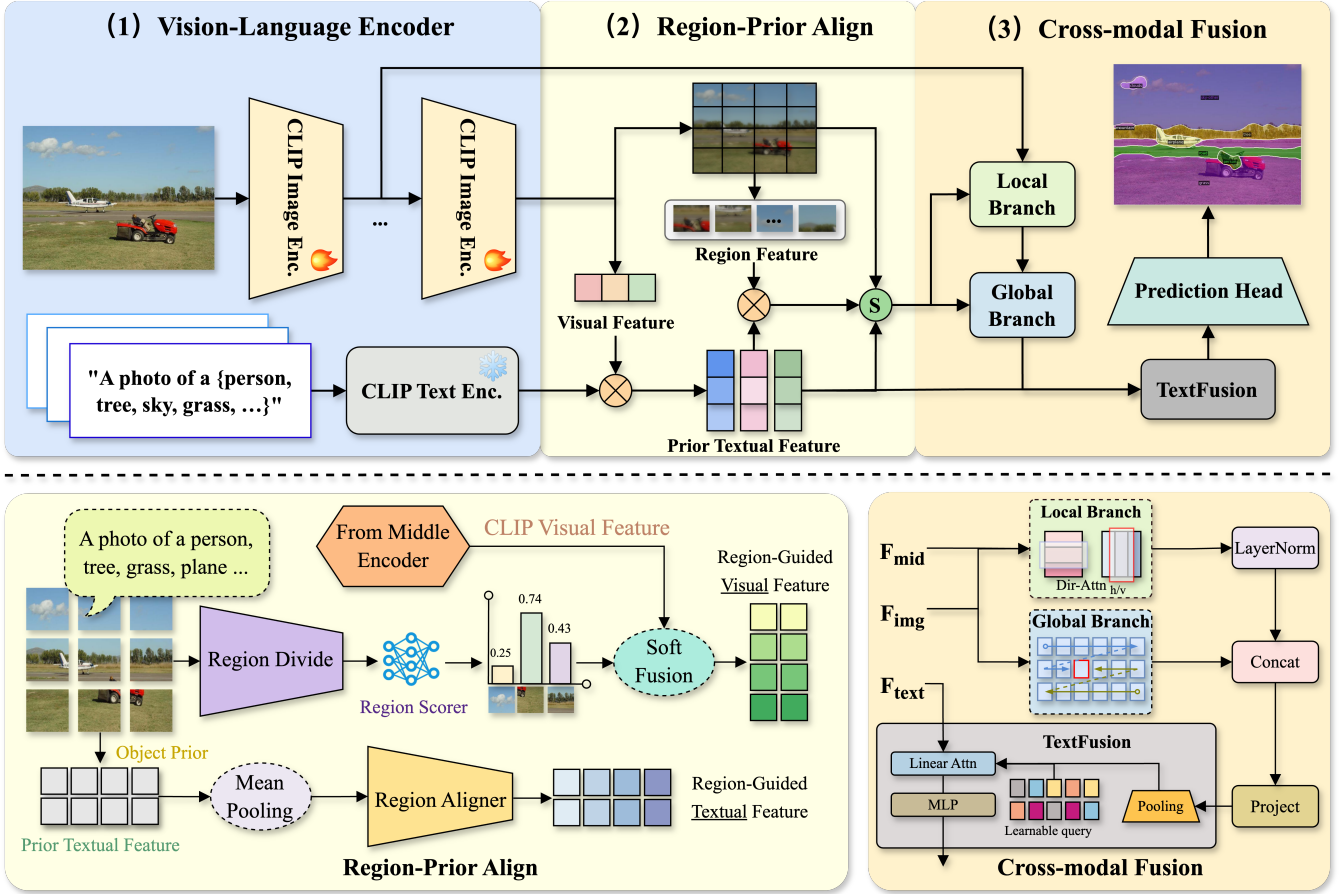 (1) Vision-Language Encoder
(2) Region-Prior Align
(3) Cross-modal Fusion
CLIP Image Enc.
...
CLIP Image Enc.
"A photo of a {person,
tree, sky, grass, ...}"
CLIP Text Enc.
Visual Feature
...
Region Feature
S
Prior Textual Feature
Local
Branch
Global
Branch
Prediction Head
TextFusion
A photo of a person,
tree, grass, plane ...
From Middle
Encoder
CLIP Visual Feature
Region-Guided
Visual Feature
Region Divide
Region Scorer
0.25
0.74
0.43
Soft
Fusion
Object Prior
Mean
Pooling
Region Aligner
Region-Guided
Textual Feature
Prior Textual Feature
Region-Prior Align
Fmid
Fimg
Ftext
Local Branch
Dir-Attn h/v
LayerNorm
Global Branch
Concat
TextFusion
Linear Attn
MLP
Learnable query
Pooling
Project
Cross-modal Fusion